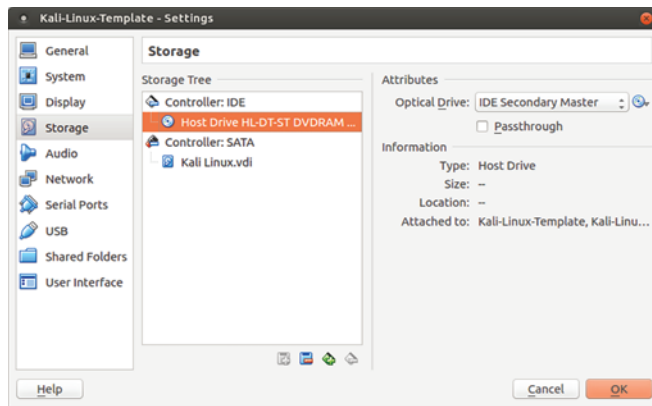 Kali-Linux-Template - Settings
General
System
Display
Storage
Audio
Network
Serial Ports
USB
Shared Folders
User Interface
Storage
Storage Tree
Controller: IDE
Host Drive HL-DT-ST DVDRAM ...
Controller: SATA
Kali Linux.vdi
Attributes
Optical Drive: IDE Secondary Master
Passthrough
Information
Type: Host Drive
Size: --
Location: --
Attached to: Kali-Linux-Template, Kali-Linu...
Help
Cancel
OK